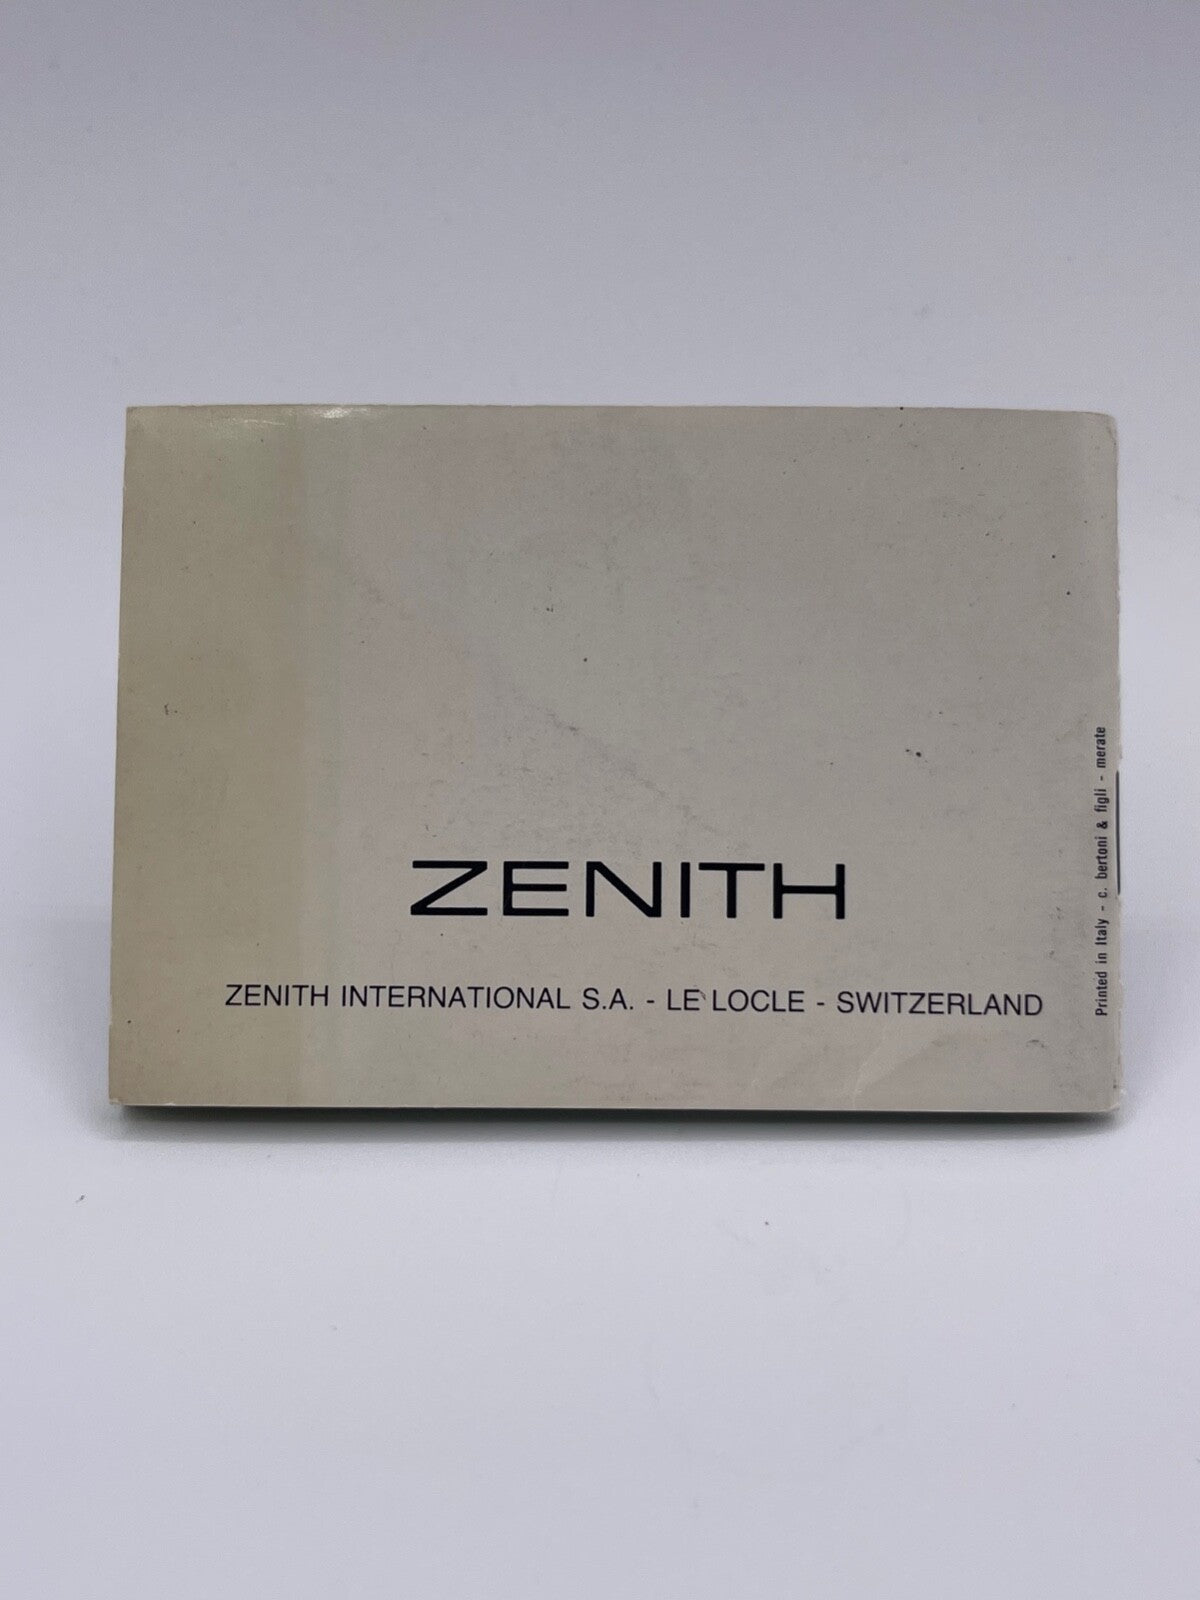 ZENITH
ZENITH INTERNATIONAL S.A. - LE LOCLE - SWITZERLAND
Printed in Italy - c. bertoni & figli - merate